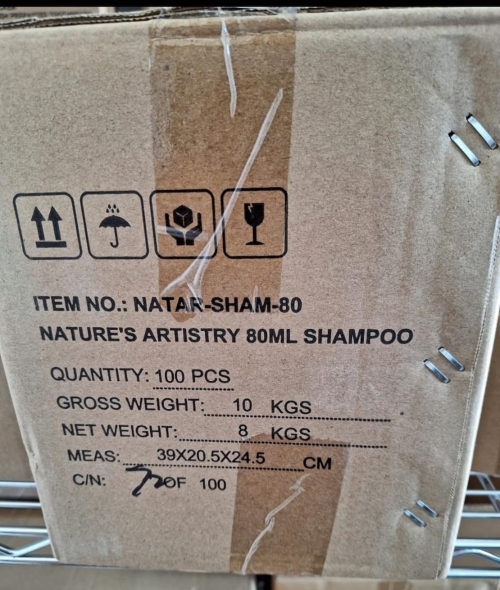 ITEM NO.: NATAR-SHAM-80
NATURE'S ARTISTRY 80ML SHAMPOO
QUANTITY: 100 PCS
GROSS WEIGHT: 10 KGS
NET WEIGHT: 8 KGS
MEAS: 39X20.5X24.5 CM
C/N: OF 100